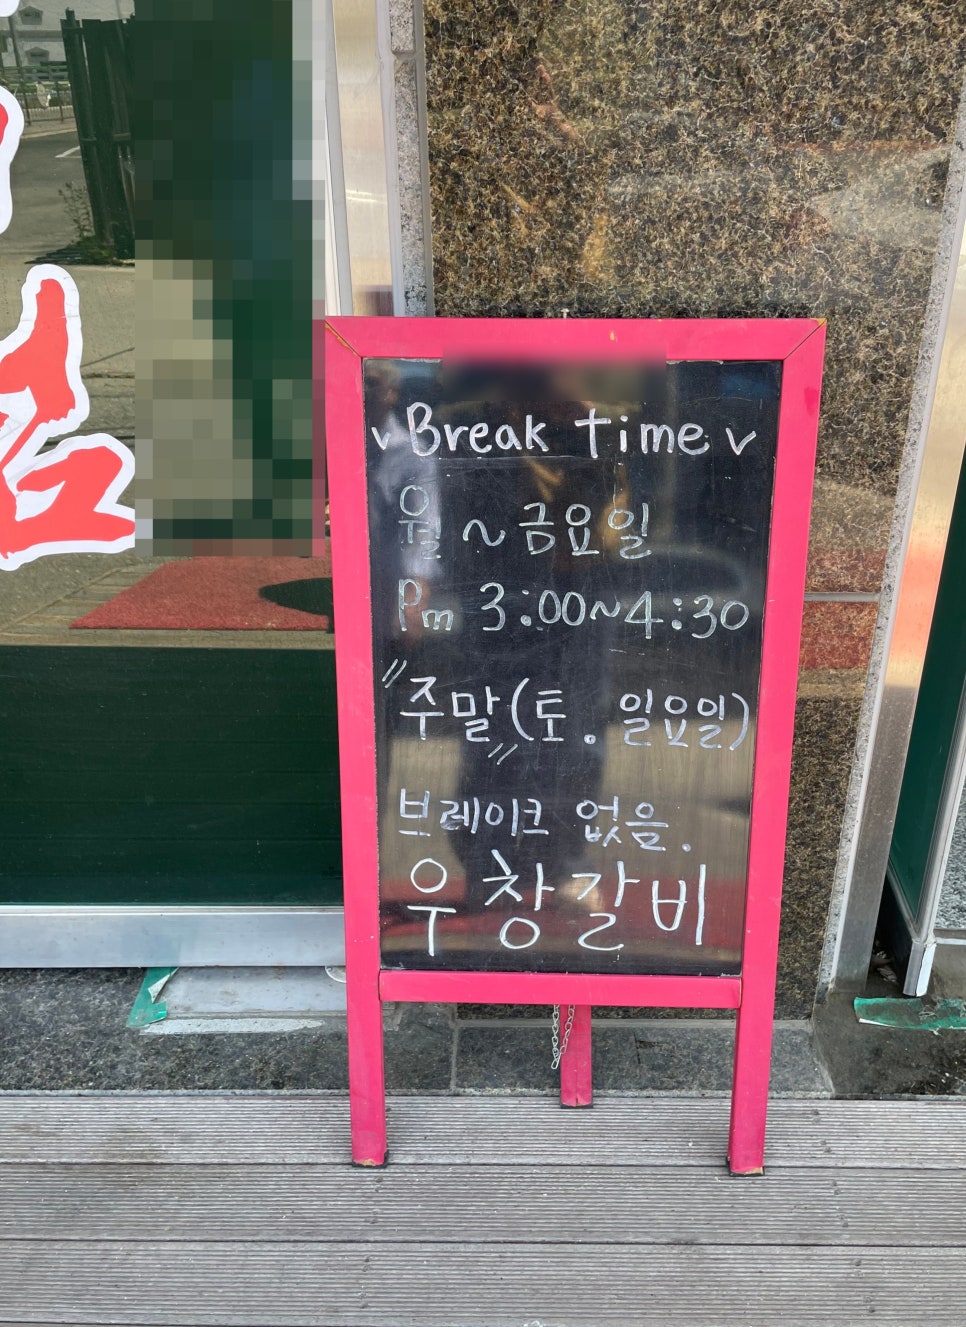 v Break time v
월 ~ 금요일
Pm 3:00~4:30
"주말(토. 일요일)"
브레이크 없음.
우창갈비